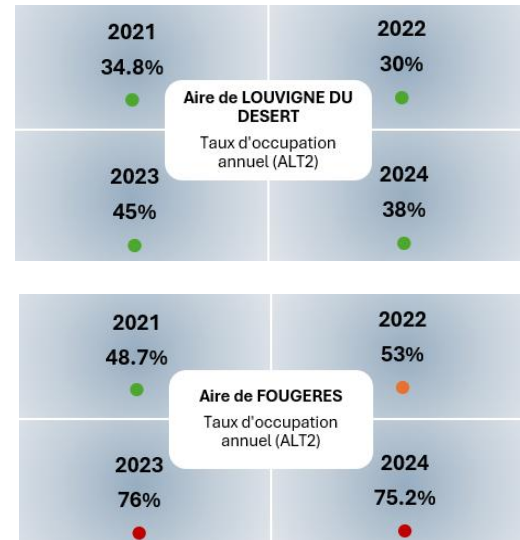 2021
34.8%
2022
30%
Aire de LOUVIGNE DU
DESERT
Taux d'occupation
annuel (ALT2)
2023
45%
2024
38%
2021
48.7%
2022
53%
Aire de FOUGERES
Taux d'occupation
annuel (ALT2)
2023
76%
2024
75.2%